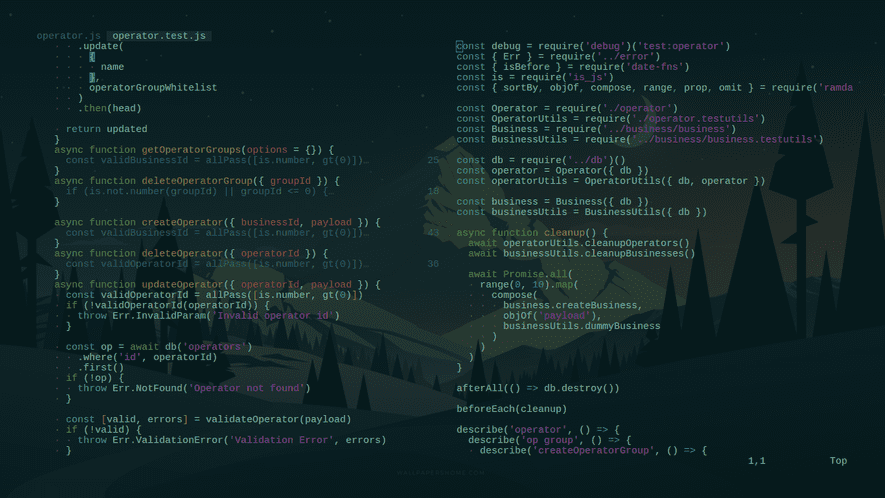 operator.js operator.test.js
.update(
{
name
},
operatorGroupWhitelist
)
.then(head)
return updated
}
async function getOperatorGroups(options = {}) {
const validBusinessId = allPass([is.number, gt(0)])… 25
}
async function deleteOperatorGroup({ groupId }) {
if (is.not.number(groupId) || groupId <= 0) {… 18
}
async function createOperator({ businessId, payload }) {
const validBusinessId = allPass([is.number, gt(0)])… 43
}
async function deleteOperator({ operatorId }) {
const validOperatorId = allPass([is.number, gt(0)])… 36
}
async function updateOperator({ operatorId, payload }) {
const validOperatorId = allPass([is.number, gt(0)])
if (!validOperatorId(operatorId)) {
throw Err.InvalidParam('Invalid operator id')
}
const op = await db('operators')
.where('id', operatorId)
.first()
if (!op) {
throw Err.NotFound('Operator not found')
}
const [valid, errors] = validateOperator(payload)
if (!valid) {
throw Err.ValidationError('Validation Error', errors)
}
const debug = require('debug')('test:operator')
const { Err } = require('../error')
const { isBefore } = require('date-fns')
const is = require('is_js')
const { sortBy, objOf, compose, range, prop, omit } = require('ramda
const Operator = require('./operator')
const OperatorUtils = require('./operator.testutils')
const Business = require('../business/business')
const BusinessUtils = require('../business/business.testutils')
const db = require('../db')()
const operator = Operator({ db })
const operatorUtils = OperatorUtils({ db, operator })
const business = Business({ db })
const businessUtils = BusinessUtils({ db })
async function cleanup() {
await operatorUtils.cleanupOperators()
await businessUtils.cleanupBusinesses()
await Promise.all(
range(0, 10).map(
compose(
business.createBusiness,
objOf('payload'),
businessUtils.dummyBusiness
)
)
)
}
afterAll(() => db.destroy())
beforeEach(cleanup)
describe('operator', () => {
describe('op group', () => {
describe('createOperatorGroup', () => {
1,1 Top